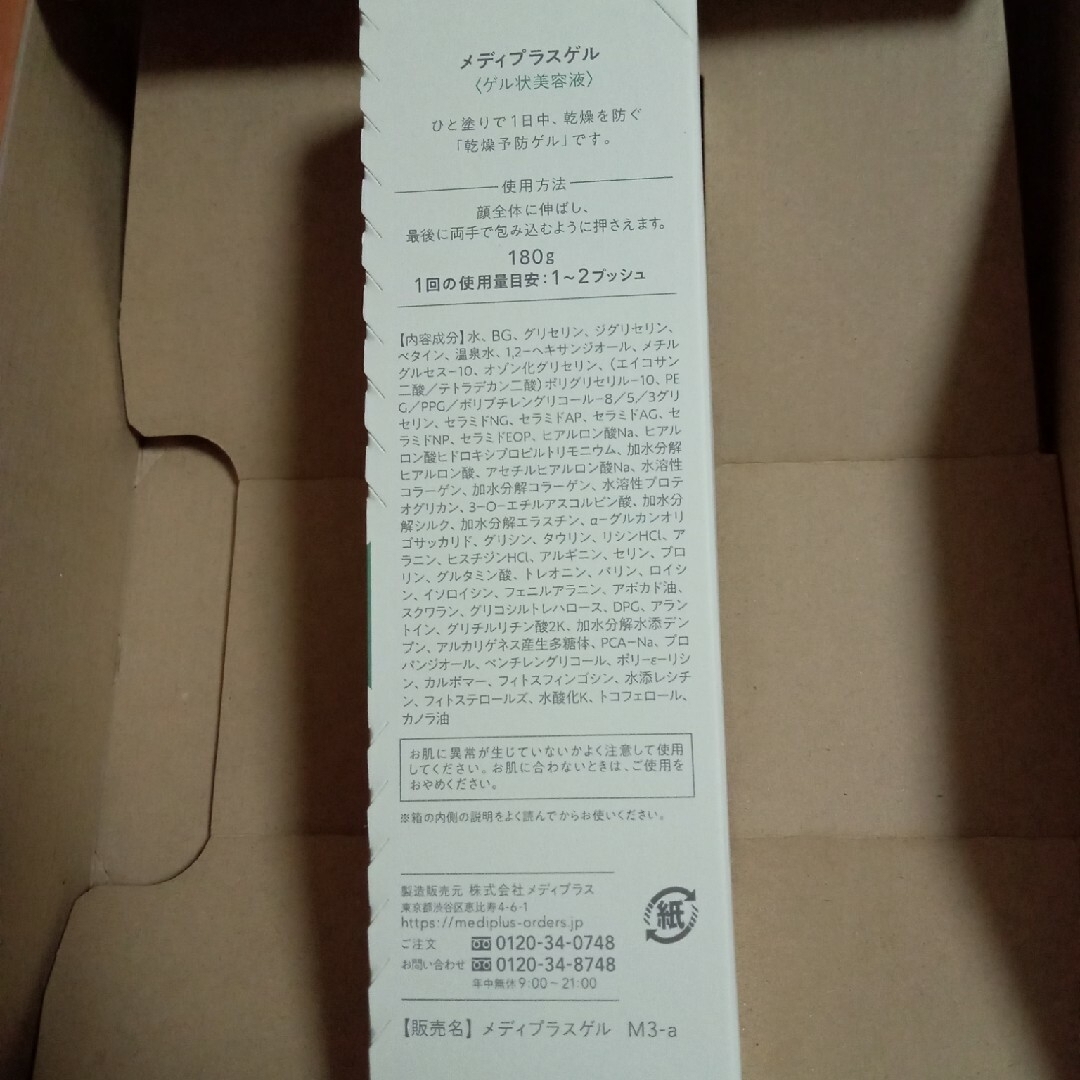 メディプラスゲル
〈ゲル状美容液〉
ひと塗りで1日中、乾燥を防ぐ
「乾燥予防ゲル」です。
使用方法
顔全体に伸ばし、
最後に両手で包み込むように押さえます。
180g
1回の使用量目安：1～2プッシュ
【内容成分】水、BG、グリセリン、ジグリセリン、
ベタイン、温泉水、1,2-ヘキサンジオール、メチル
グルセス-10、オゾン化グリセリン、（エイコサン
二酸／テトラデカン二酸）ポリグリセリル-10、PE
G／PPG／ポリブチレングリコール-8／5／3グリ
セリン、セラミドNG、セラミドAP、セラミドAG、セ
ラミドNP、セラミドEOP、ヒアルロン酸Na、ヒアル
ロン酸ヒドロキシプロピルトリモニウム、加水分解
ヒアルロン酸、アセチルヒアルロン酸Na、水溶性
コラーゲン、加水分解コラーゲン、水溶性プロテ
オグリカン、3-O-エチルアスコルビン酸、加水分
解シルク、加水分解エラスチン、α-グルカンオリ
ゴサッカリド、グリシン、タウリン、リシンHCl、ア
ラニン、ヒスチジンHCl、アルギニン、セリン、プロ
リン、グルタミン酸、トレオニン、バリン、ロイシ
ン、イソロイシン、フェニルアラニン、アボカド油、
スクワラン、グリコシルトレハロース、DPG、アラン
トイン、グリチルリチン酸2K、加水分解水添デン
プン、アルカリゲネス産生多糖体、PCA-Na、プロ
パンジオール、ペンチレングリコール、ポリ-ε-リシ
ン、カルボマー、フィトスフィンゴシン、水添レシチ
ン、フィトステロールズ、水酸化K、トコフェロール、
カノラ油
お肌に異常が生じていないかよく注意して使用
してください。お肌に合わないときは、ご使用を
おやめください。
※箱の内側の説明をよく読んでからお使いください。
製造販売元 株式会社メディプラス
東京都渋谷区恵比寿4-6-1
https://mediplus-orders.jp
ご注文 0120-34-0748
お問い合わせ 0120-34-8748
年中無休9:00～21:00
紙
【販売名】メディプラスゲル M3-a